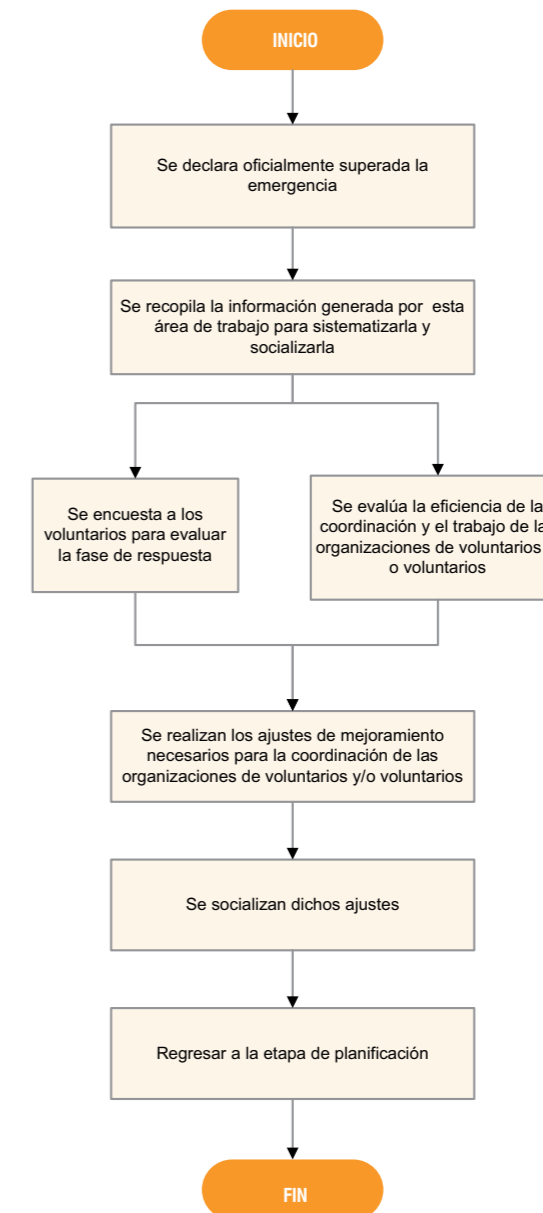 INICIO
Se declara oficialmente superada la
emergencia
Se recopila la información generada por esta
área de trabajo para sistematizarla y
socializarla
Se encuesta a los
voluntarios para evaluar
la fase de respuesta
Se evalúa la eficiencia de la
coordinación y el trabajo de la
organizaciones de voluntarios
o voluntarios
Se realizan los ajustes de mejoramiento
necesarios para la coordinación de las
organizaciones de voluntarios y/o voluntarios
Se socializan dichos ajustes
Regresar a la etapa de planificación
FIN